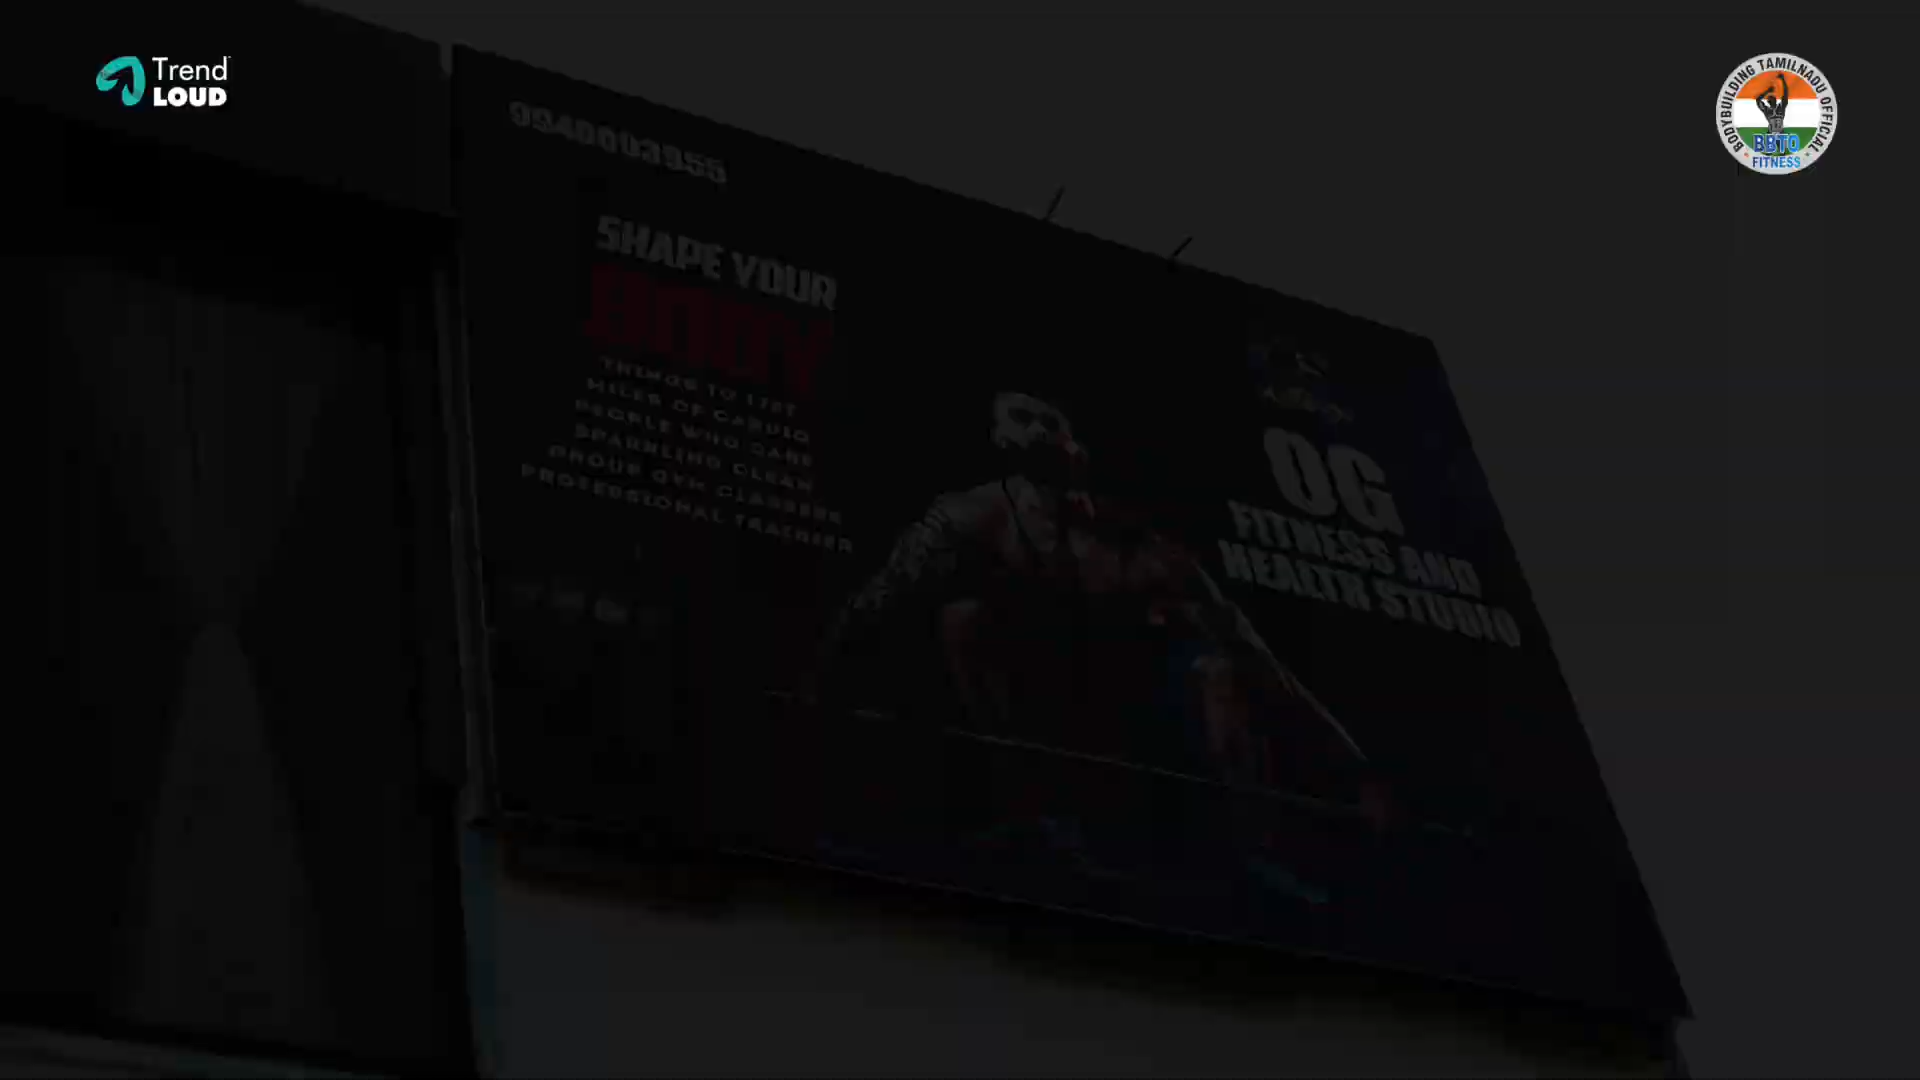 Trend
LOUD
BODYBUILDING TAMILNADU OFFICIAL
BBTO
FITNESS
9940003955
SHAPE YOUR
BODY
THINGS TO LIST
MILES OF CARDIO
PEOPLE WHO CARE
SPARKLING CLEAN
GROUP GYM CLASSES
PROFESSIONAL TRAINER
OG
FITNESS AND
HEALTH STUDIO